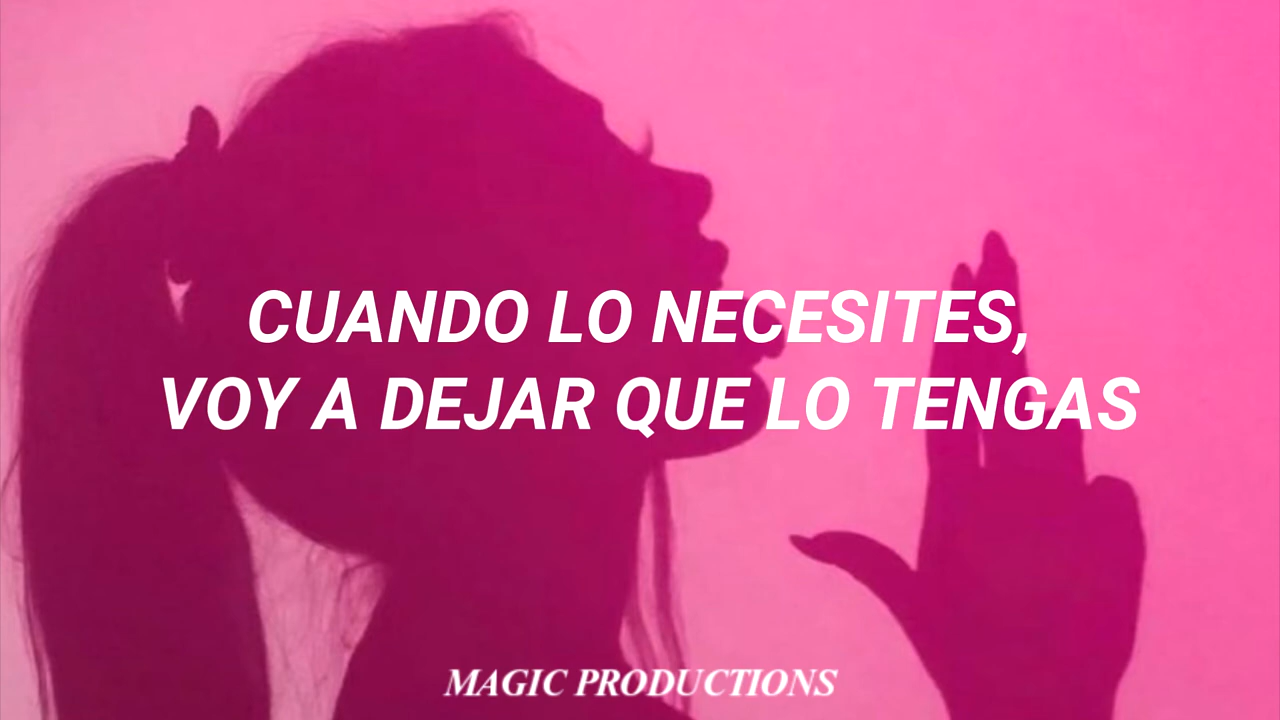 CUANDO LO NECESITES,
VOY A DEJAR QUE LO TENGAS
MAGIC PRODUCTIONS